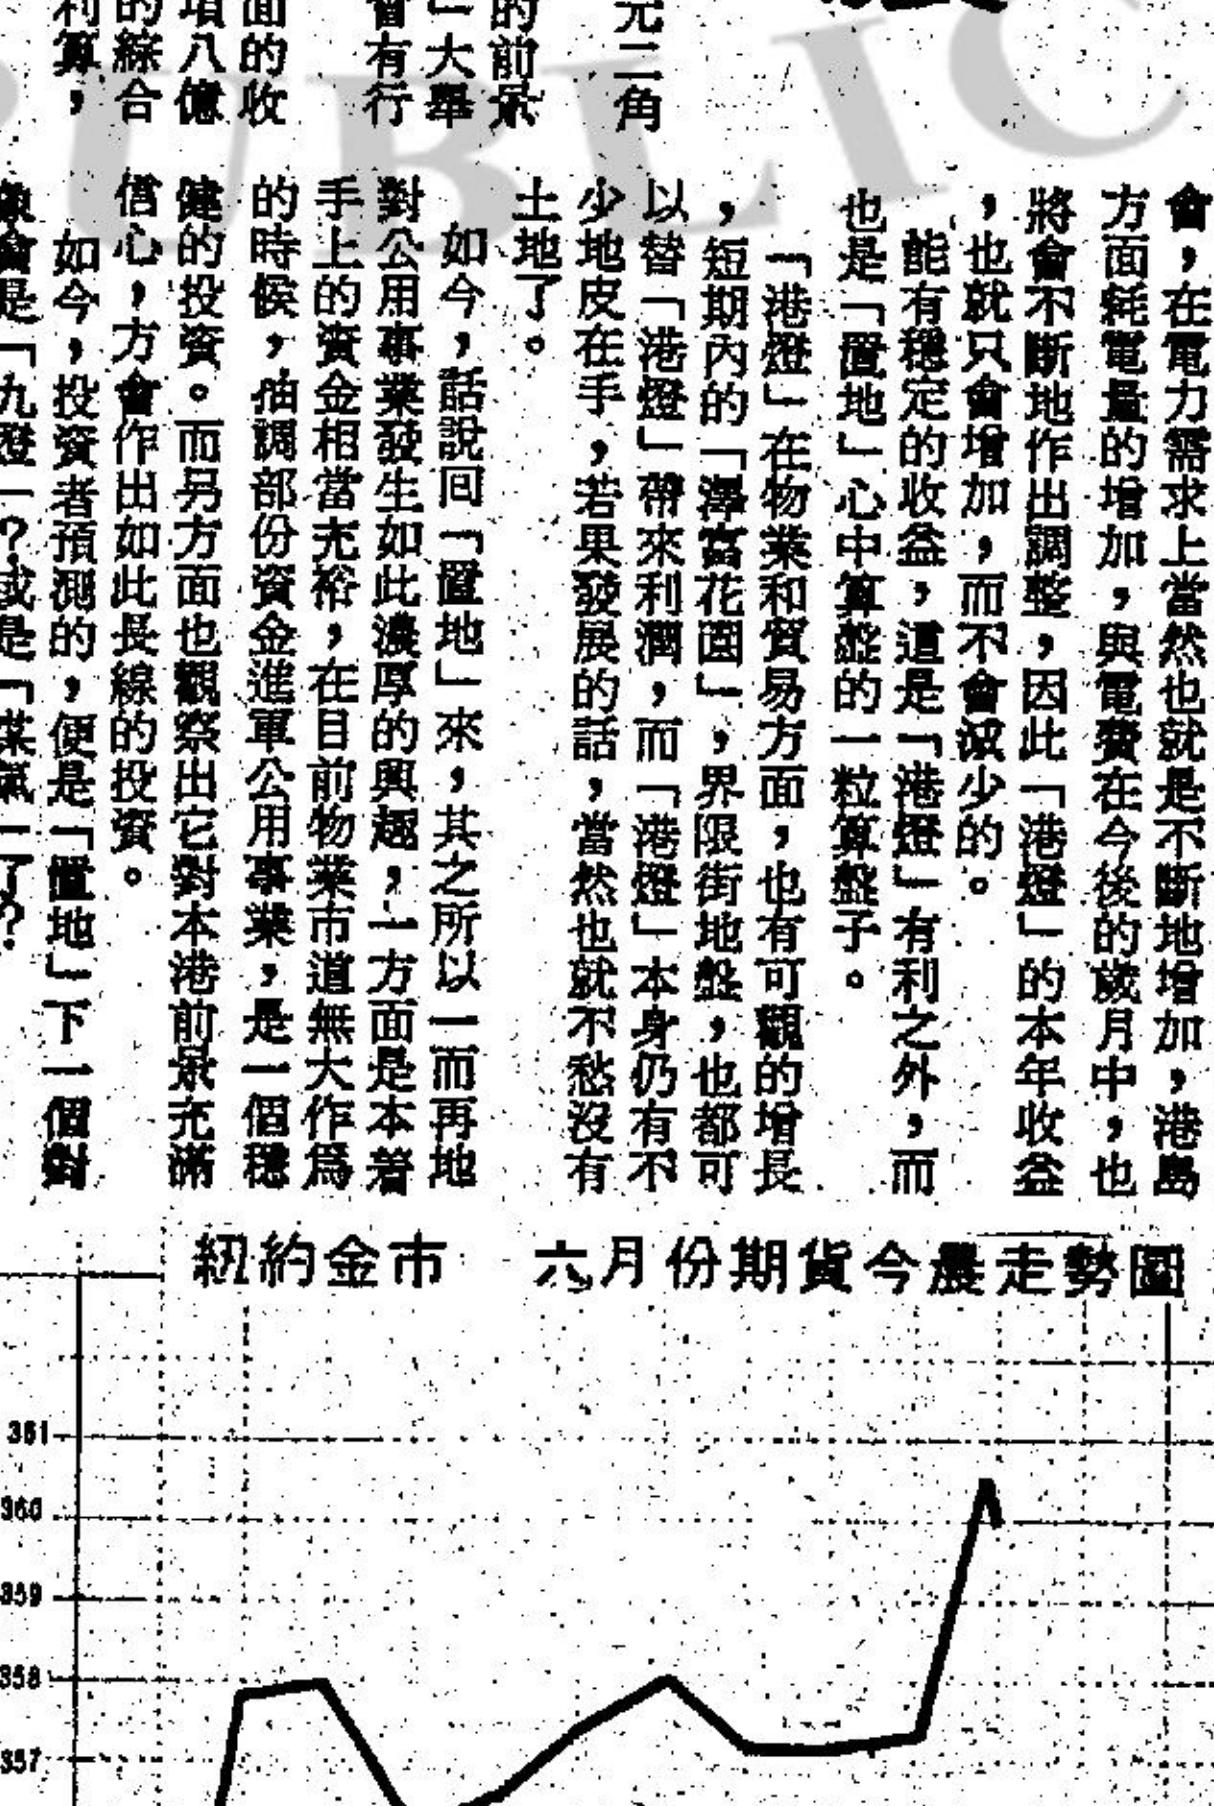 元二角
的前景
」大舉
會有行
面的收
項八億
的綜合
利算，
PUBLIC
會，在電力需求上當然也就是不斷地增加，港島
方面耗電量的增加，與電費在今後的歲月中，也
將會不斷地作出調整，因此「港燈」的本年收益
，也就只會增加，而不會減少的。
能有穩定的收益，這是「港燈」有利之外，而
也是「置地」心中算盤的一粒算盤子。
「港燈」在物業和貿易方面，也有可觀的增長
，短期內的「澤富花園」，界限街地盤，也都可
以替「港燈」帶來利潤，而「港燈」本身仍有不
少地皮在手，若果發展的話，當然也就不愁沒有
土地了。
如今，話說回「置地」來，其之所以一而再地
對公用事業發生如此濃厚的興趣，一方面是本着
手上的資金相當充裕，在目前物業市道無大作爲
的時候，抽調部份資金進軍公用事業，是一個穩
健的投資。而另方面也觀察出它對本港前景充滿
信心，方會作出如此長線的投資。
如今，投資者預測的，便是「置地」下一個對
象會是「九燈」？或是「煤氣」了？
紐約金市　六月份期貨今晨走勢圖
361
360
359
358
357